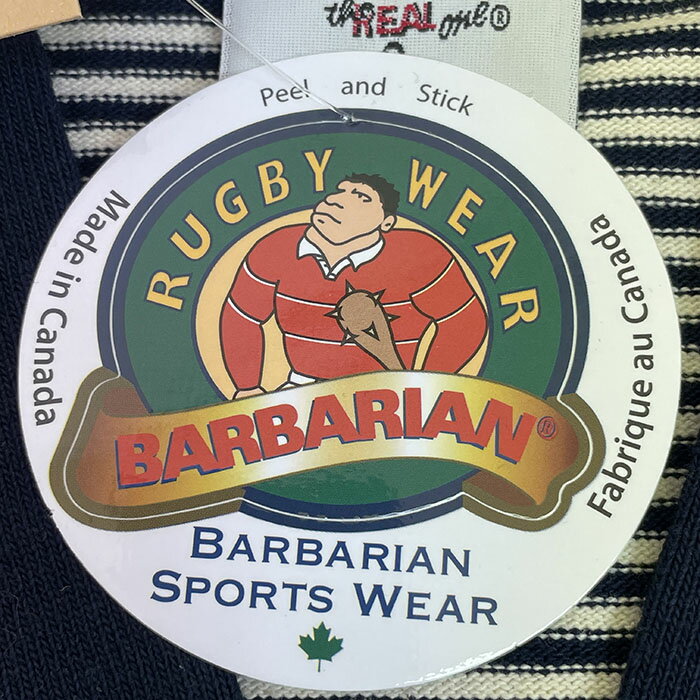 the REAL one®
Peel and Stick
Made in Canada
RUGBY WEAR
Fabrique au Canada
BARBARIAN®
BARBARIAN
SPORTS WEAR